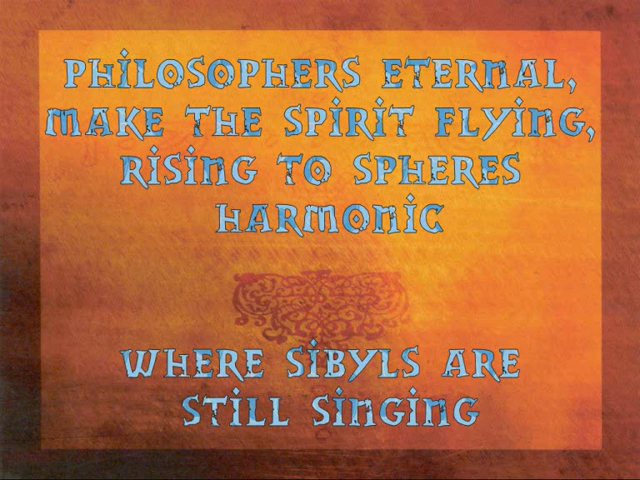 PHILOSOPHERS ETERNAL,
MAKE THE SPIRIT FLYING,
RISING TO SPHERES
HARMONIC
WHERE SIBYLS ARE
STILL SINGING